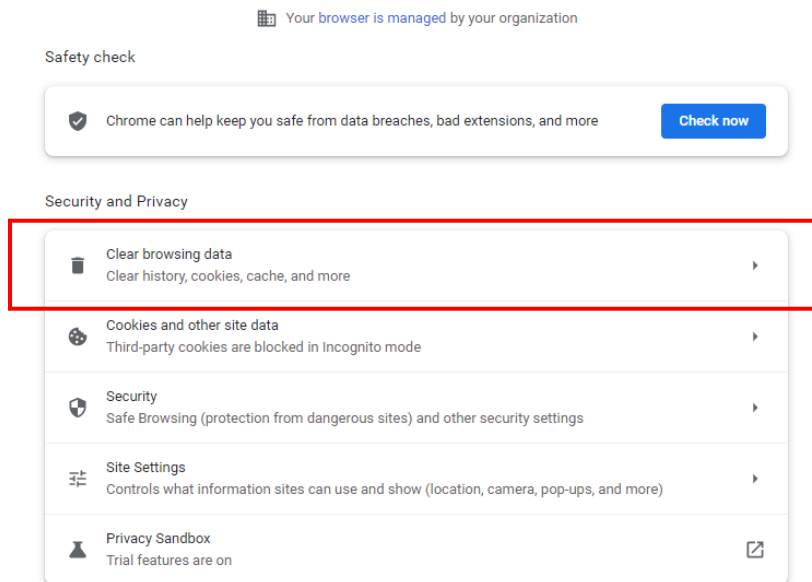 Your browser is managed by your organization
Safety check
Chrome can help keep you safe from data breaches, bad extensions, and more
Check now
Security and Privacy
Clear browsing data
Clear history, cookies, cache, and more
Cookies and other site data
Third-party cookies are blocked in Incognito mode
Security
Safe Browsing (protection from dangerous sites) and other security settings
Site Settings
Controls what information sites can use and show (location, camera, pop-ups, and more)
Privacy Sandbox
Trial features are on